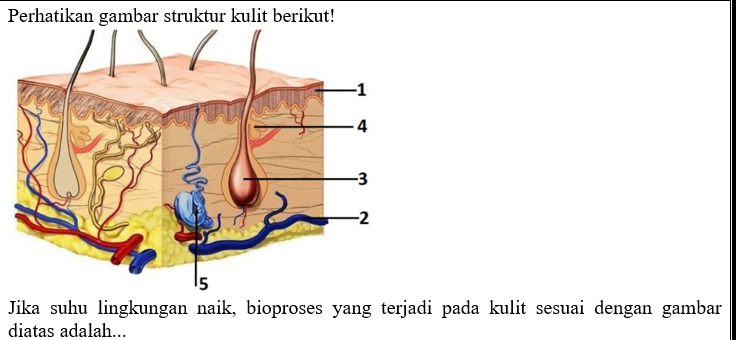 Perhatikan gambar struktur kulit berikut!
1
4
3
2
5
Jika suhu lingkungan naik, bioproses yang terjadi pada kulit sesuai dengan gambar
diatas adalah...